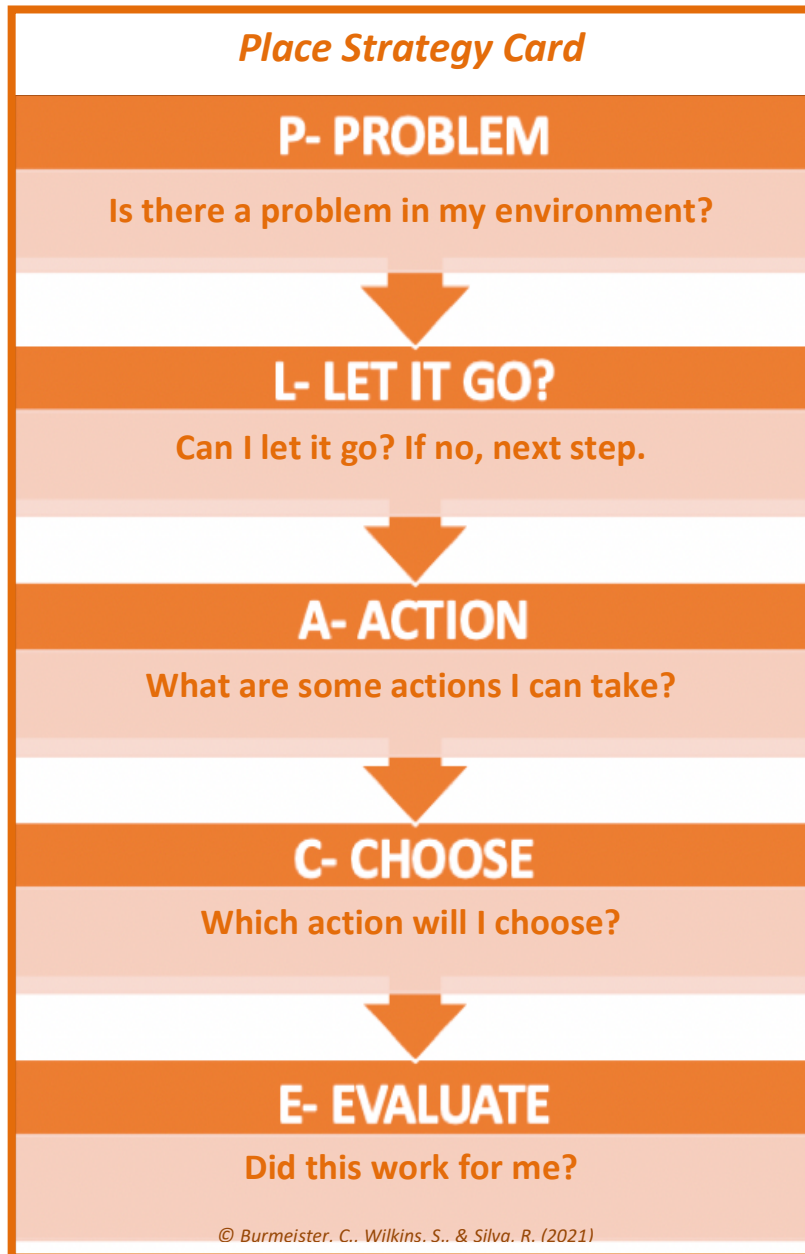 Place Strategy Card
P- PROBLEM
Is there a problem in my environment?
L- LET IT GO?
Can I let it go? If no, next step.
A- ACTION
What are some actions I can take?
C- CHOOSE
Which action will I choose?
E- EVALUATE
Did this work for me?
© Burmeister, C., Wilkins, S., & Silva, R. (2021)